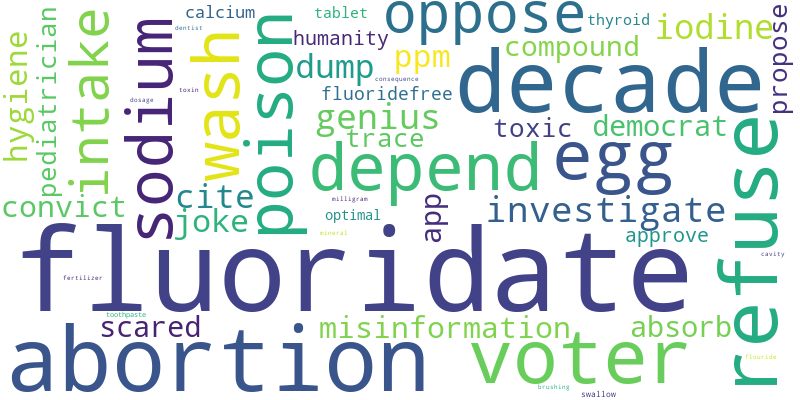 calcium
tablet
oppose
thyroid
iodine
propose
dentist
humanity
compound
hygiene
pediatrician
intake
sodium
wash
poison
dump
ppm
consequence
decade
toxin
dosage
fluoridefree
genius
toxic
democrat
trace
depend
egg
refuse
convict
cite
joke
milligram
optimal
app
investigate
mineral
approve
fluoridate
cavity
fertilizer
toothpaste
scared
misinformation
absorb
abortion
voter
flouride
brushing
swallow